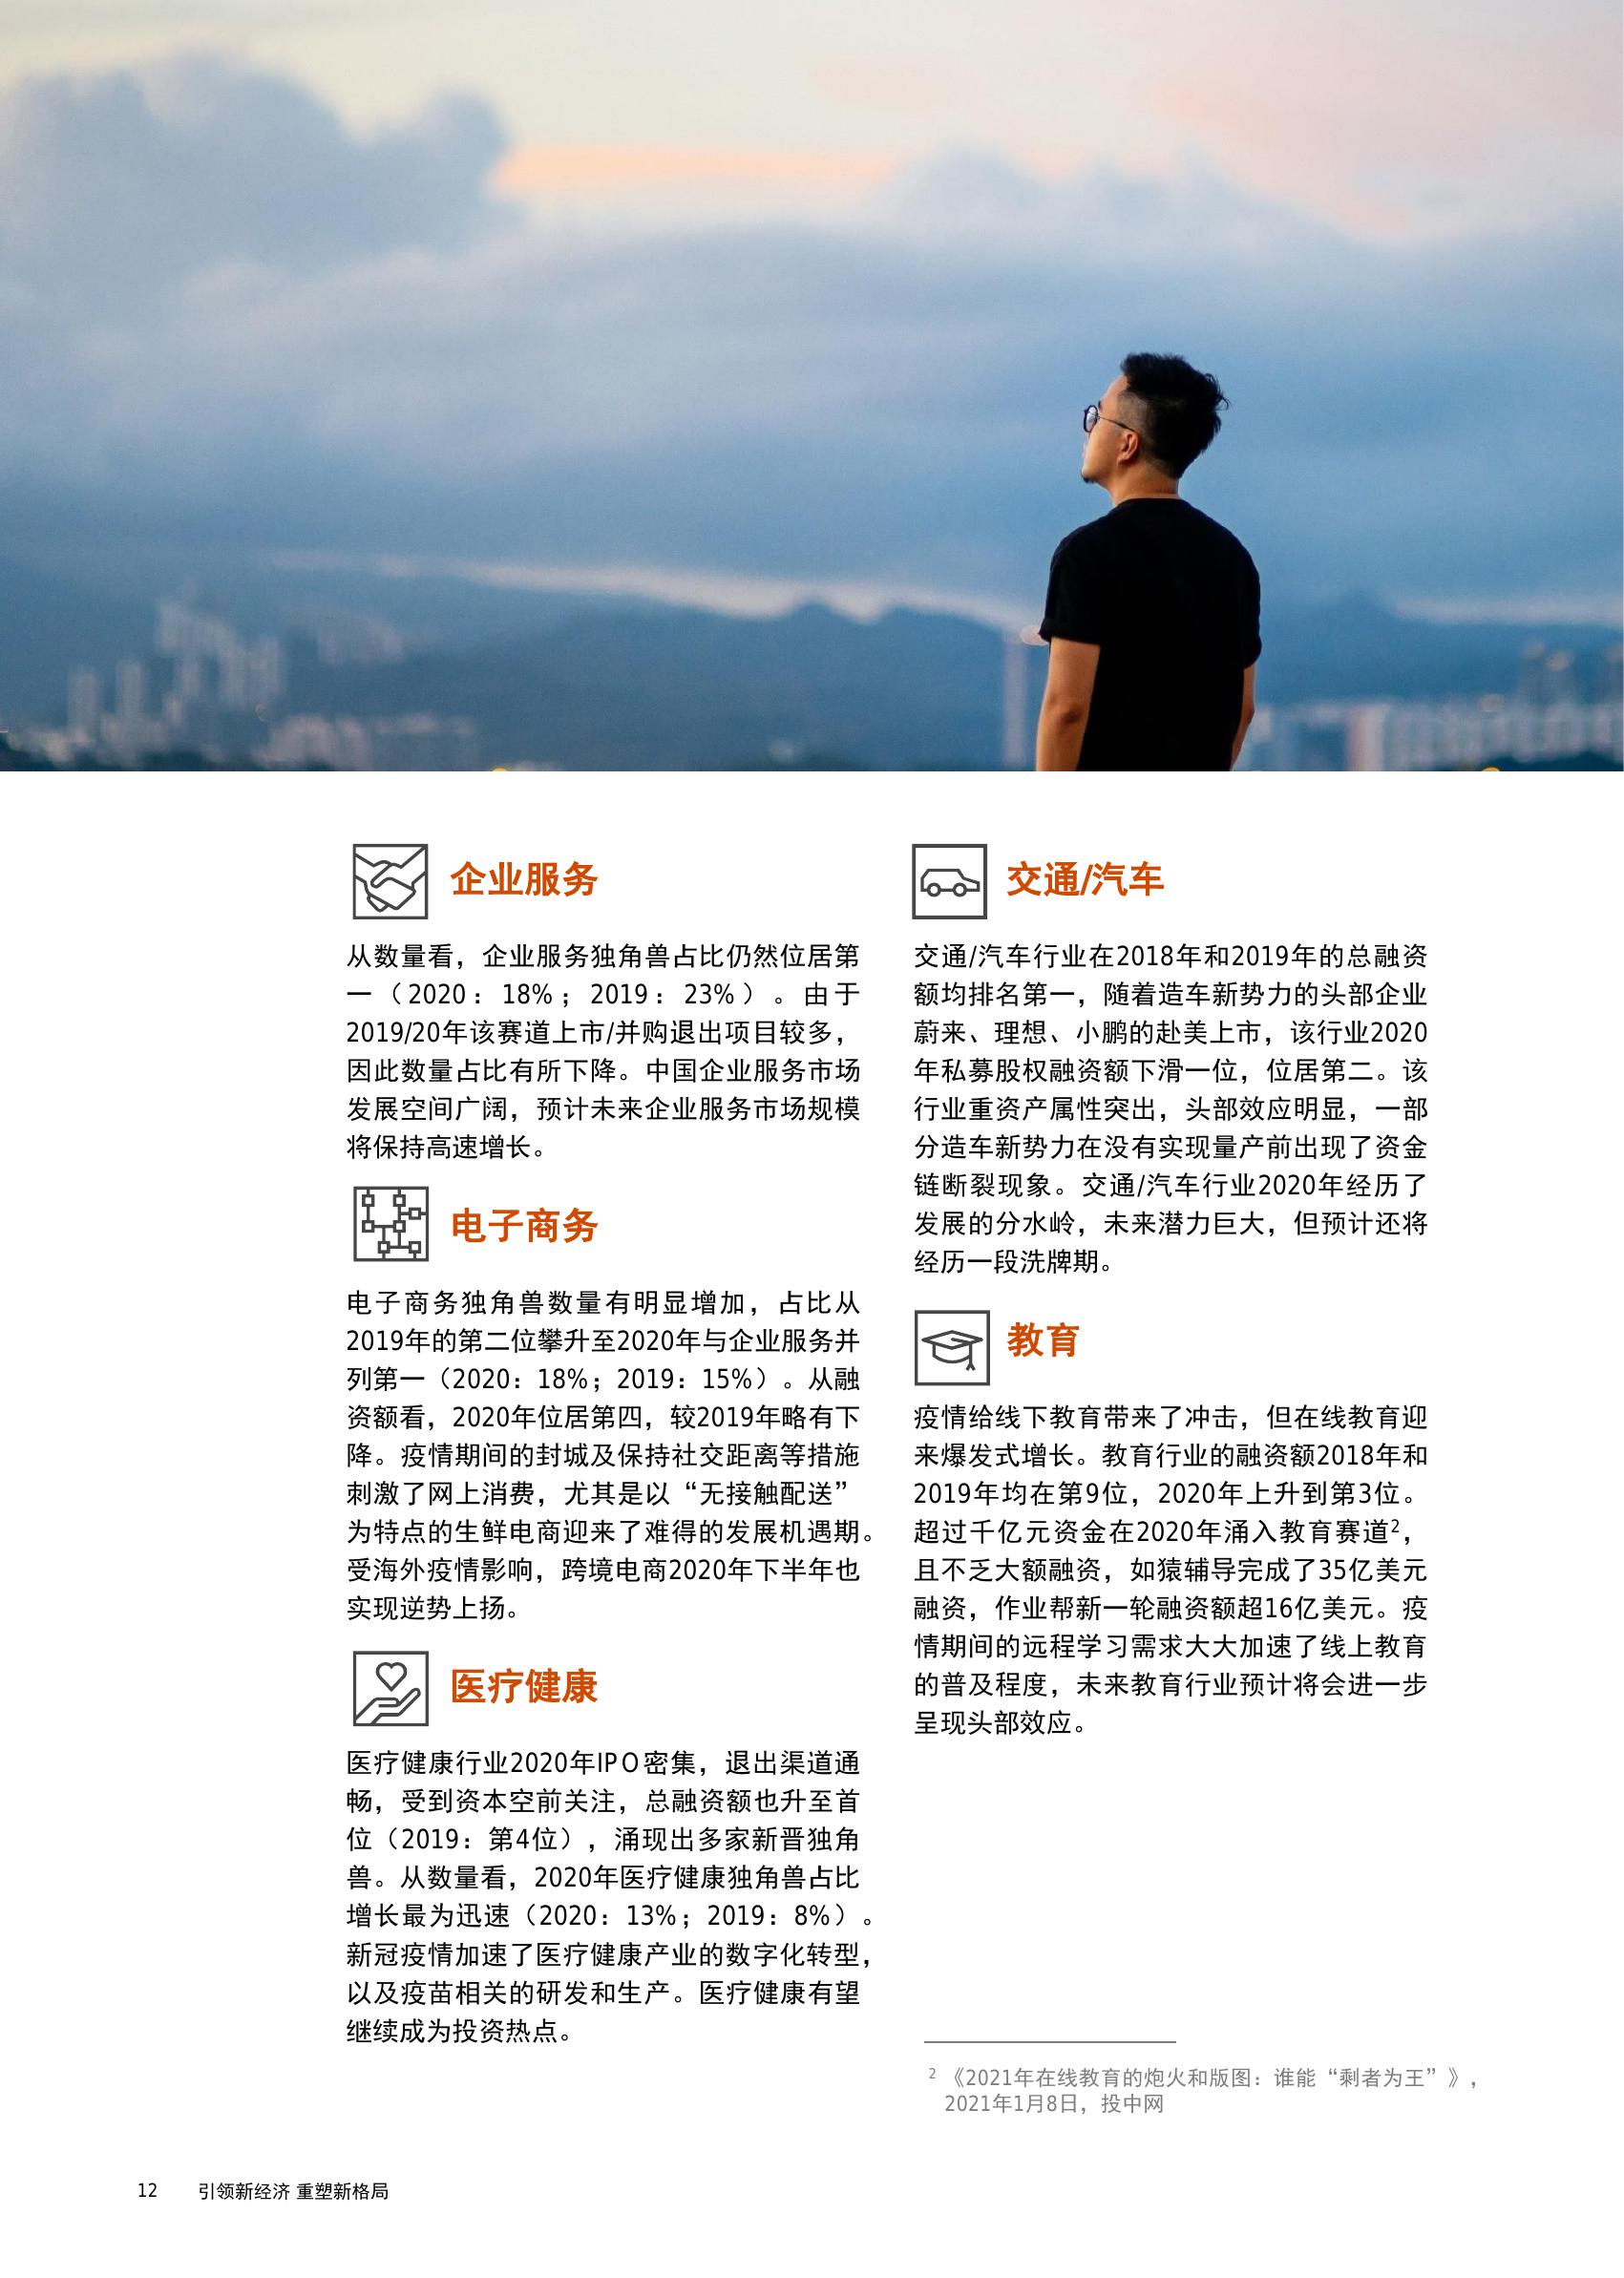 企业服务
从数量看，企业服务独角兽占比仍然位居第
一（2020：18%；2019：23%）。由于
2019/20年该赛道上市/并购退出项目较多，
因此数量占比有所下降。中国企业服务市场
发展空间广阔，预计未来企业服务市场规模
将保持高速增长。
电子商务
电子商务独角兽数量有明显增加，占比从
2019年的第二位攀升至2020年与企业服务并
列第一（2020：18%；2019：15%）。从融
资额看，2020年位居第四，较2019年略有下
降。疫情期间的封城及保持社交距离等措施
刺激了网上消费，尤其是以“无接触配送”
为特点的生鲜电商迎来了难得的发展机遇期。
受海外疫情影响，跨境电商2020年下半年也
实现逆势上扬。
医疗健康
医疗健康行业2020年IPO密集，退出渠道通
畅，受到资本空前关注，总融资额也升至首
位（2019：第4位），涌现出多家新晋独角
兽。从数量看，2020年医疗健康独角兽占比
增长最为迅速（2020：13%；2019：8%）。
新冠疫情加速了医疗健康产业的数字化转型，
以及疫苗相关的研发和生产。医疗健康有望
继续成为投资热点。
交通/汽车
交通/汽车行业在2018年和2019年的总融资
额均排名第一，随着造车新势力的头部企业
蔚来、理想、小鹏的赴美上市，该行业2020
年私募股权融资额下滑一位，位居第二。该
行业重资产属性突出，头部效应明显，一部
分造车新势力在没有实现量产前出现了资金
链断裂现象。交通/汽车行业2020年经历了
发展的分水岭，未来潜力巨大，但预计还将
经历一段洗牌期。
教育
疫情给线下教育带来了冲击，但在线教育迎
来爆发式增长。教育行业的融资额2018年和
2019年均在第9位，2020年上升到第3位。
超过千亿元资金在2020年涌入教育赛道²，
且不乏大额融资，如猿辅导完成了35亿美元
融资，作业帮新一轮融资额超16亿美元。疫
情期间的远程学习需求大大加速了线上教育
的普及程度，未来教育行业预计将会进一步
呈现头部效应。
² 《2021年在线教育的炮火和版图：谁能“剩者为王”》，
2021年1月8日，投中网
12 引领新经济 重塑新格局